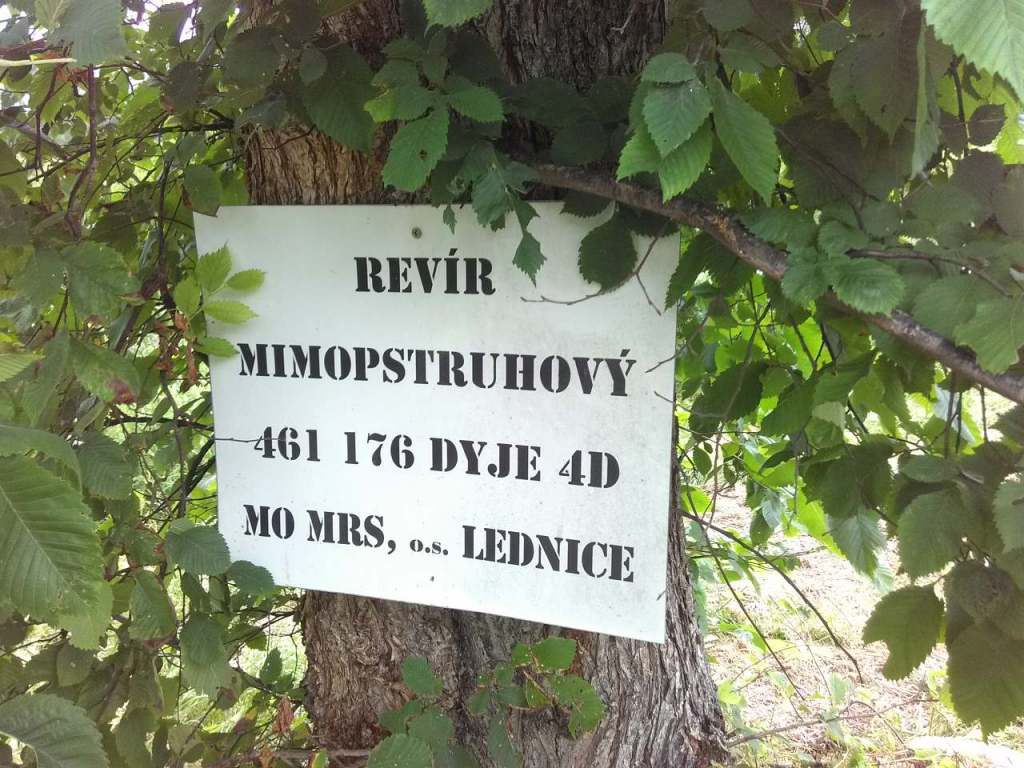 REVÍR
MIMOPSTRUHOVÝ
461 176 DYJE 4D
MO MRS, o.s. LEDNICE